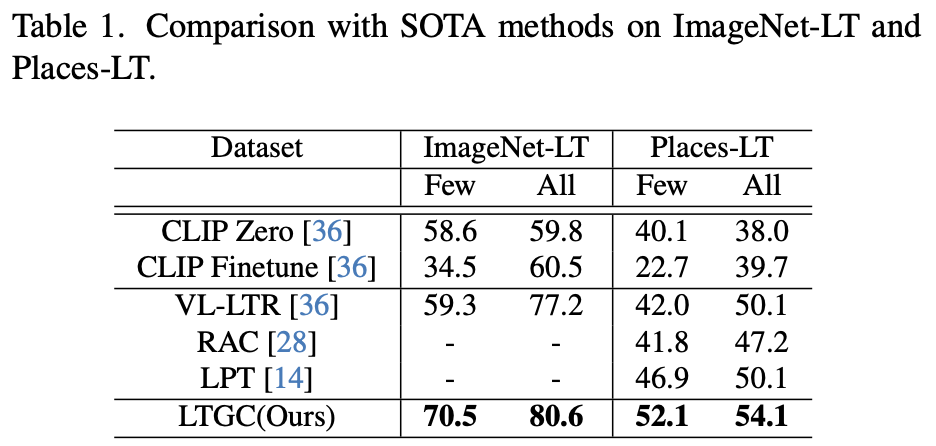 Table 1. Comparison with SOTA methods on ImageNet-LT and
Places-LT.
Dataset ImageNet-LT Places-LT
Few All Few All
CLIP Zero [36] 58.6 59.8 40.1 38.0
CLIP Finetune [36] 34.5 60.5 22.7 39.7
VL-LTR [36] 59.3 77.2 42.0 50.1
RAC [28] - - 41.8 47.2
LPT [14] - - 46.9 50.1
LTGC(Ours) 70.5 80.6 52.1 54.1